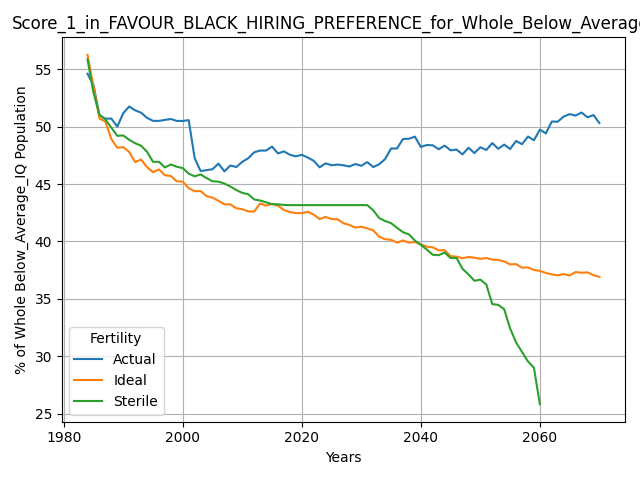 Score_1_in_FAVOUR_BLACK_HIRING_PREFERENCE_for_Whole_Below_Average
% of Whole Below_Average_IQ Population
55
50
45
40
35
30
25
Fertility
Actual
Ideal
Sterile
1980
2000
2020
2040
2060
Years